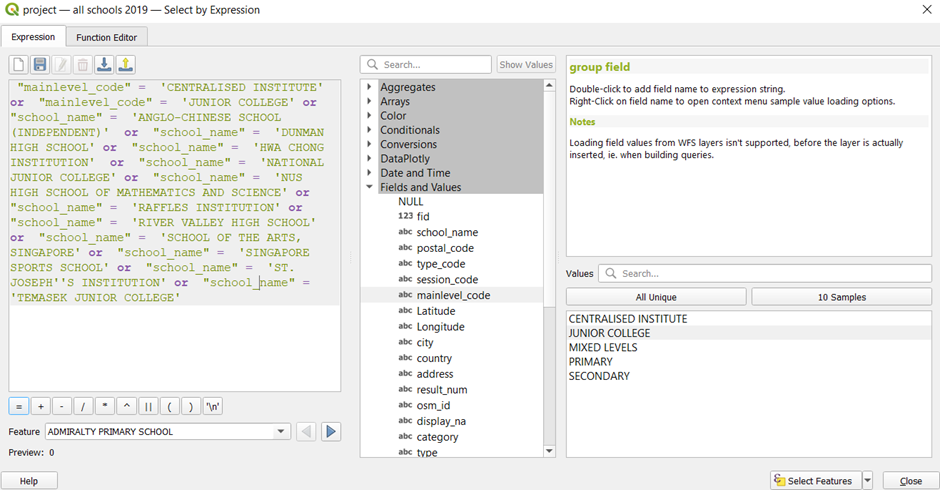 project — all schools 2019 — Select by Expression
Expression
Function Editor
"mainlevel_code" = 'CENTRALISED INSTITUTE'
or "mainlevel_code" = 'JUNIOR COLLEGE' or
"school_name" = 'ANGLO-CHINESE SCHOOL
(INDEPENDENT)' or "school_name" = 'DUNMAN
HIGH SCHOOL' or "school_name" = 'HWA CHONG
INSTITUTION' or "school_name" = 'NATIONAL
JUNIOR COLLEGE' or "school_name" = 'NUS
HIGH SCHOOL OF MATHEMATICS AND SCIENCE' or
"school_name" = 'RAFFLES INSTITUTION' or
"school_name" = 'RIVER VALLEY HIGH SCHOOL'
or "school_name" = 'SCHOOL OF THE ARTS,
SINGAPORE' or "school_name" = 'SINGAPORE
SPORTS SCHOOL' or "school_name" = 'ST.
JOSEPH''S INSTITUTION' or "school_name" =
'TEMASEK JUNIOR COLLEGE'
= + - / * ^ || ( ) '\n'
Feature ADMIRALTY PRIMARY SCHOOL
Preview: 0
Help
Search...
Show Values
Aggregates
Arrays
Color
Conditionals
Conversions
DataPlotly
Date and Time
Fields and Values
NULL
123 fid
abc school_name
abc postal_code
abc type_code
abc session_code
abc mainlevel_code
abc Latitude
abc Longitude
abc city
abc country
abc address
abc result_num
abc osm_id
abc display_na
abc category
abc type
group field
Double-click to add field name to expression string.
Right-Click on field name to open context menu sample value loading options.
Notes
Loading field values from WFS layers isn't supported, before the layer is actually
inserted, ie. when building queries.
Values Search...
All Unique
10 Samples
CENTRALISED INSTITUTE
JUNIOR COLLEGE
MIXED LEVELS
PRIMARY
SECONDARY
Select Features
Close